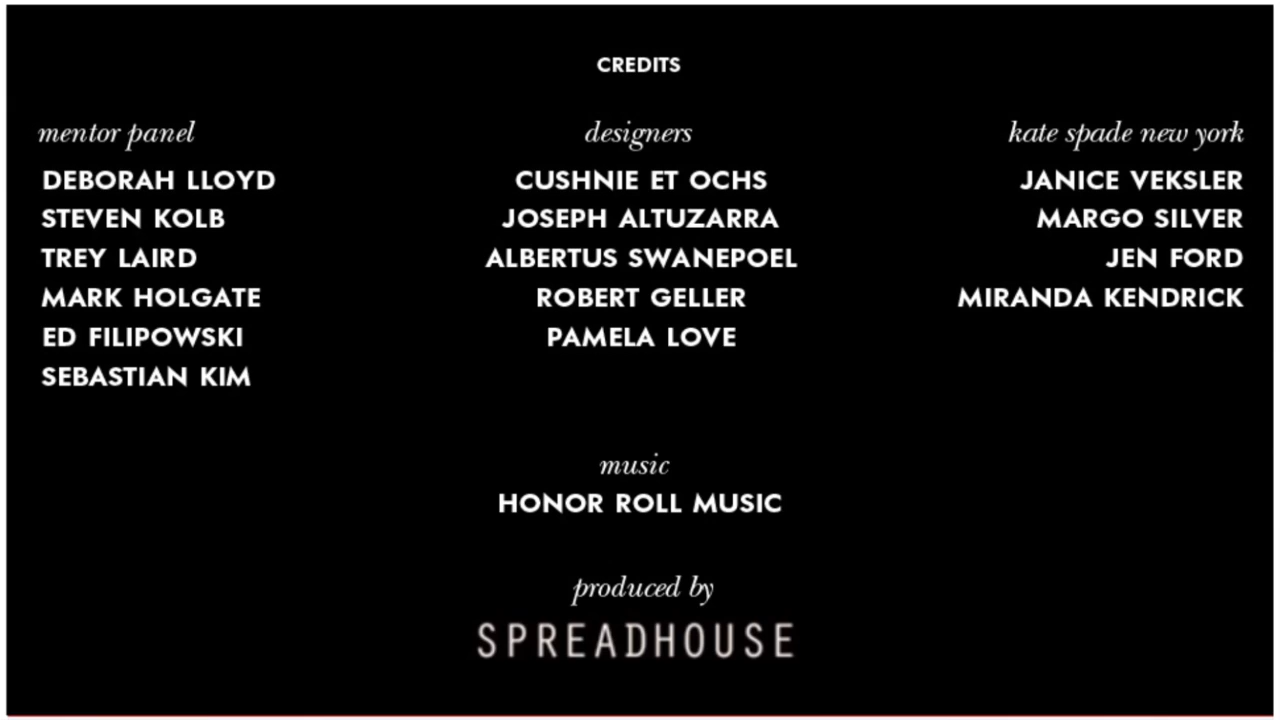 CREDITS
mentor panel
DEBORAH LLOYD
STEVEN KOLB
TREY LAIRD
MARK HOLGATE
ED FILIPOWSKI
SEBASTIAN KIM
designers
CUSHNIE ET OCHS
JOSEPH ALTUZARRA
ALBERTUS SWANEPOEL
ROBERT GELLER
PAMELA LOVE
kate spade new york
JANICE VEKSLER
MARGO SILVER
JEN FORD
MIRANDA KENDRICK
music
HONOR ROLL MUSIC
produced by
SPREADHOUSE